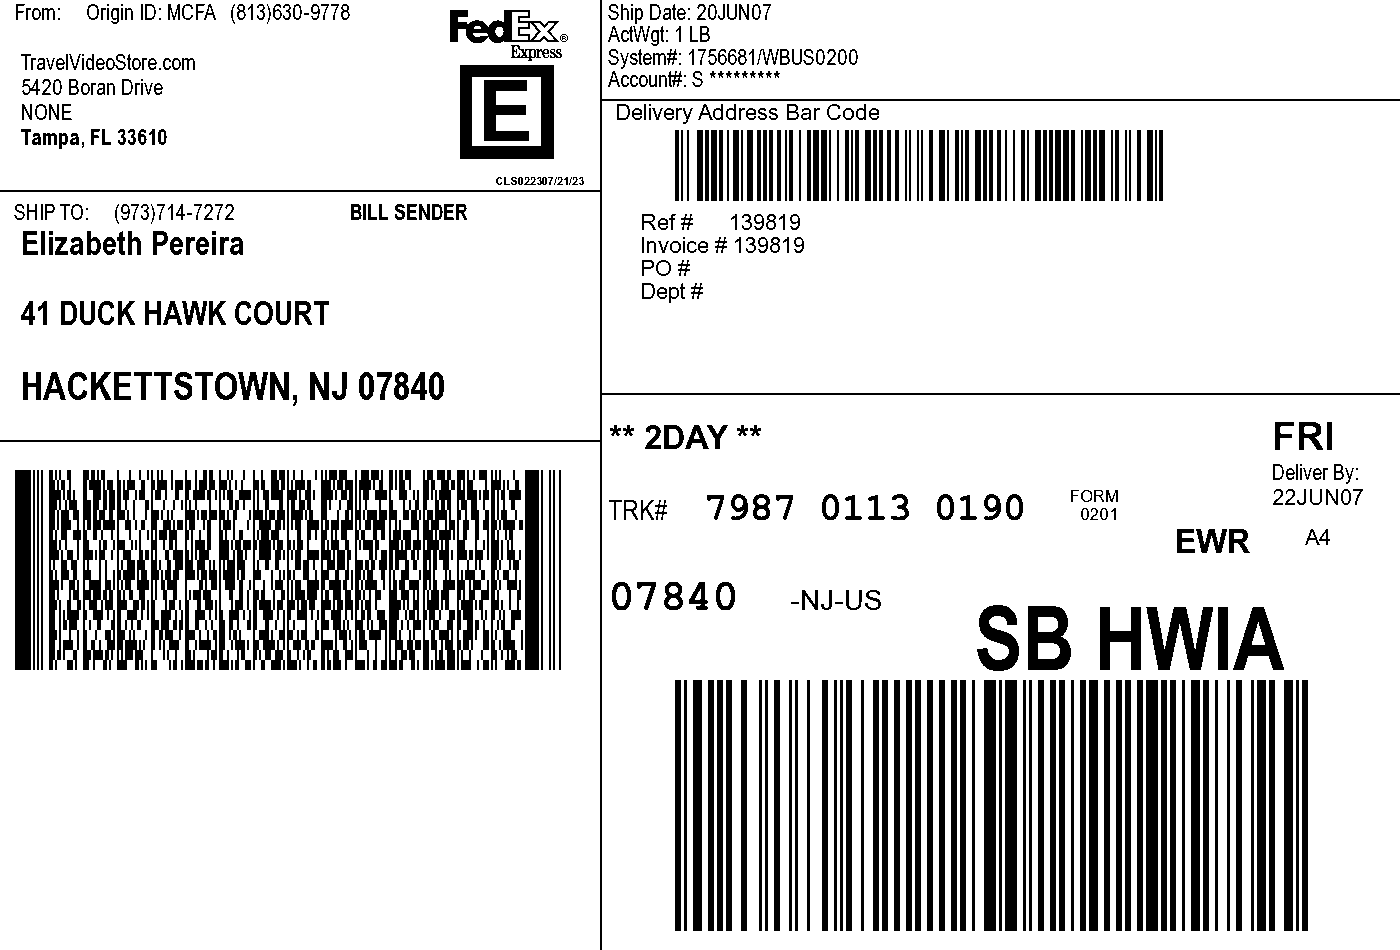 From: Origin ID: MCFA (813)630-9778
TravelVideoStore.com
5420 Boran Drive
NONE
Tampa, FL 33610
FedEx®
Express
E
CLS022307/21/23
Ship Date: 20JUN07
ActWgt: 1 LB
System#: 1756681/WBUS0200
Account#: S *********
Delivery Address Bar Code
Ref # 139819
Invoice # 139819
PO #
Dept #
SHIP TO: (973)714-7272 BILL SENDER
Elizabeth Pereira
41 DUCK HAWK COURT
HACKETTSTOWN, NJ 07840
** 2DAY **
FRI
Deliver By:
22JUN07
TRK# 7987 0113 0190 FORM
0201
EWR A4
07840 -NJ-US
SB HWIA